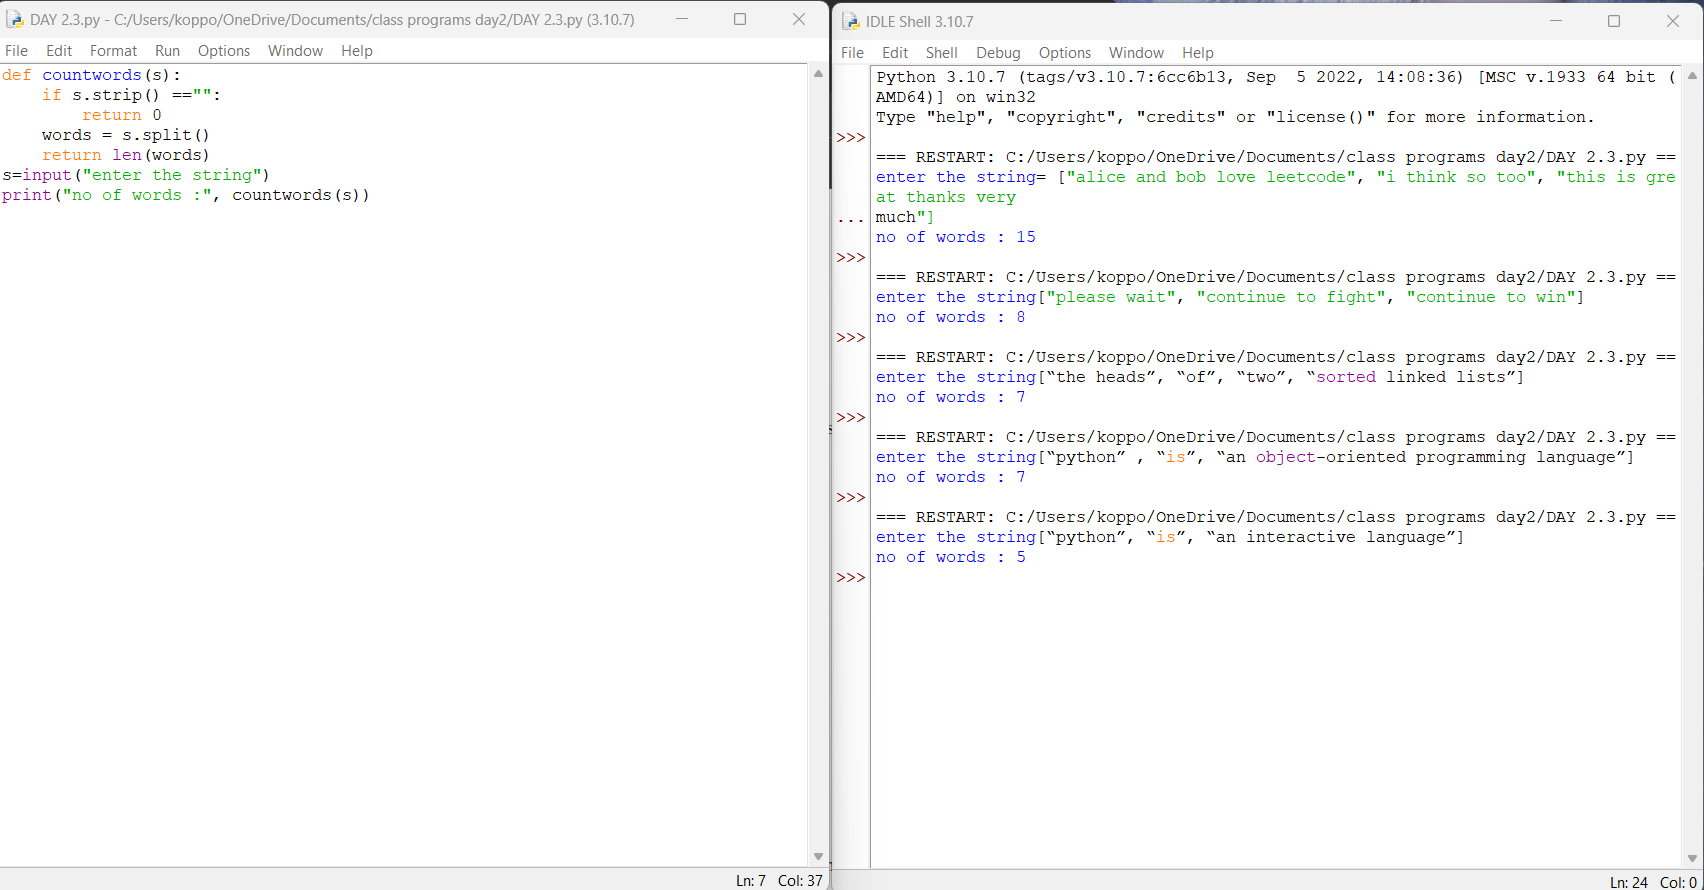 DAY 2.3.py - C:/Users/koppo/OneDrive/Documents/class programs day2/DAY 2.3.py (3.10.7)
File Edit Format Run Options Window Help
def countwords(s):
    if s.strip() =="":
        return 0
    words = s.split()
    return len(words)
s=input("enter the string")
print("no of words :", countwords(s))
Ln: 7 Col: 37
IDLE Shell 3.10.7
File Edit Shell Debug Options Window Help
Python 3.10.7 (tags/v3.10.7:6cc6b13, Sep  5 2022, 14:08:36) [MSC v.1933 64 bit (
AMD64)] on win32
Type "help", "copyright", "credits" or "license()" for more information.
>>>
=== RESTART: C:/Users/koppo/OneDrive/Documents/class programs day2/DAY 2.3.py ==
enter the string= ["alice and bob love leetcode", "i think so too", "this is gre
at thanks very
... much"]
no of words : 15
>>>
=== RESTART: C:/Users/koppo/OneDrive/Documents/class programs day2/DAY 2.3.py ==
enter the string["please wait", "continue to fight", "continue to win"]
no of words : 8
>>>
=== RESTART: C:/Users/koppo/OneDrive/Documents/class programs day2/DAY 2.3.py ==
enter the string[“the heads”, “of”, “two”, “sorted linked lists”]
no of words : 7
>>>
=== RESTART: C:/Users/koppo/OneDrive/Documents/class programs day2/DAY 2.3.py ==
enter the string[“python” , “is”, “an object-oriented programming language”]
no of words : 7
>>>
=== RESTART: C:/Users/koppo/OneDrive/Documents/class programs day2/DAY 2.3.py ==
enter the string[“python”, “is”, “an interactive language”]
no of words : 5
>>>
Ln: 24 Col: 0